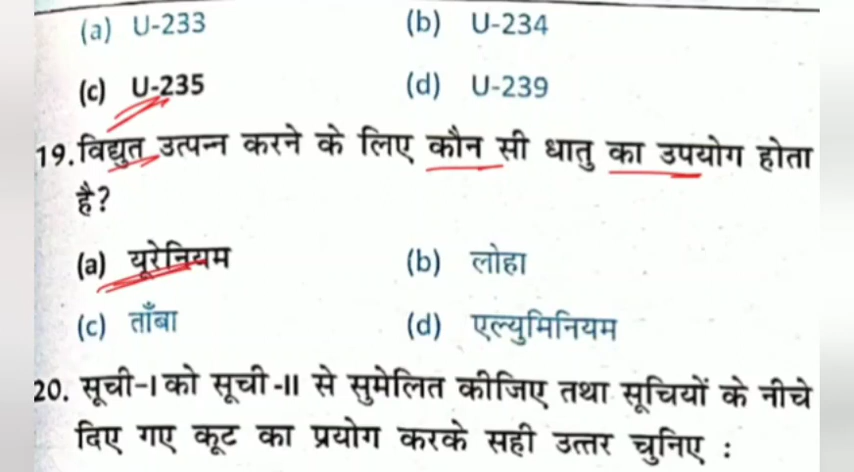 (a) U-233 (b) U-234
(c) U-235 (d) U-239
19. विद्युत उत्पन्न करने के लिए कौन सी धातु का उपयोग होता
है?
(a) यूरेनियम (b) लोहा
(c) ताँबा (d) एल्युमिनियम
20. सूची-I को सूची-II से सुमेलित कीजिए तथा सूचियों के नीचे
दिए गए कूट का प्रयोग करके सही उत्तर चुनिए :